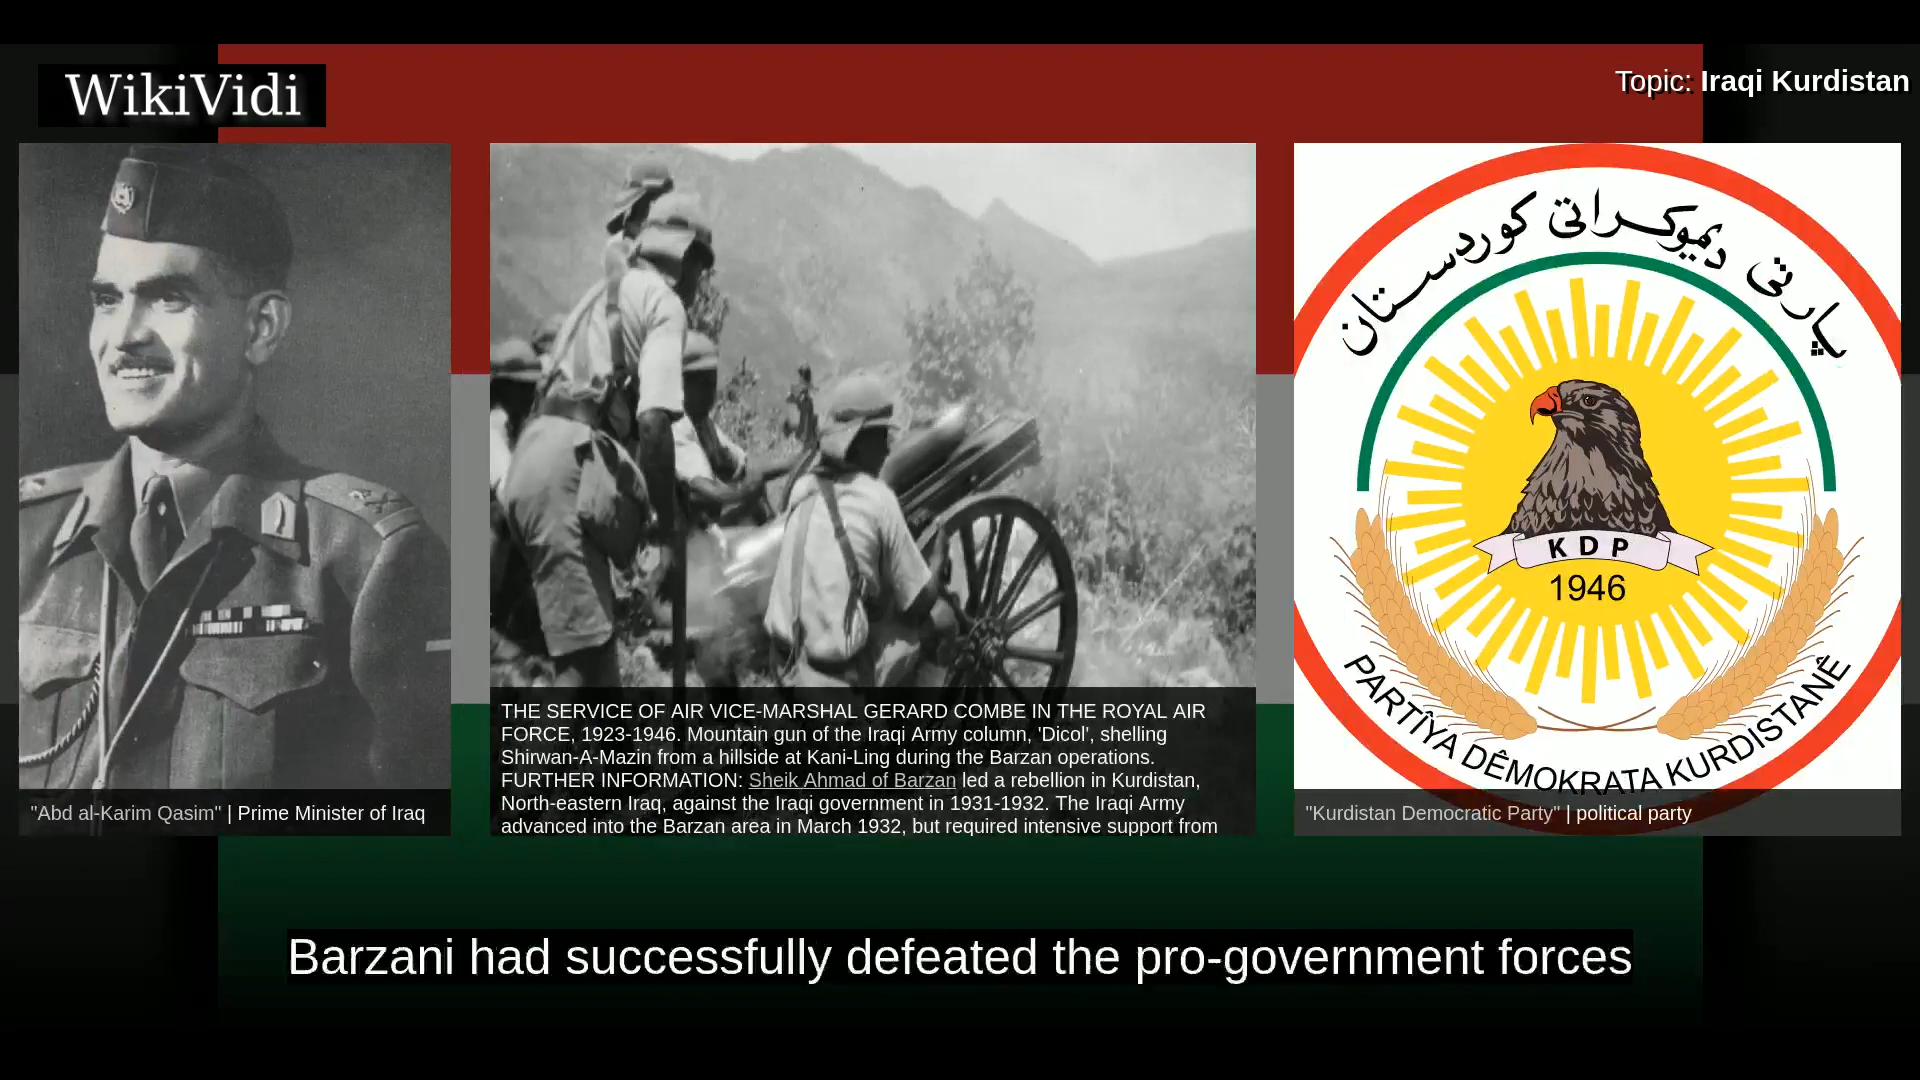 WikiVidi
Topic: Iraqi Kurdistan
پارتی دیموکراتی کوردستان
KDP
1946
PARTÎYA DÊMOKRATA KURDISTANÊ
"Abd al-Karim Qasim" | Prime Minister of Iraq
THE SERVICE OF AIR VICE-MARSHAL GERARD COMBE IN THE ROYAL AIR
FORCE, 1923-1946. Mountain gun of the Iraqi Army column, 'Dicol', shelling
Shirwan-A-Mazin from a hillside at Kani-Ling during the Barzan operations.
FURTHER INFORMATION: Sheik Ahmad of Barzan led a rebellion in Kurdistan,
North-eastern Iraq, against the Iraqi government in 1931-1932. The Iraqi Army
advanced into the Barzan area in March 1932, but required intensive support from
"Kurdistan Democratic Party" | political party
Barzani had successfully defeated the pro-government forces